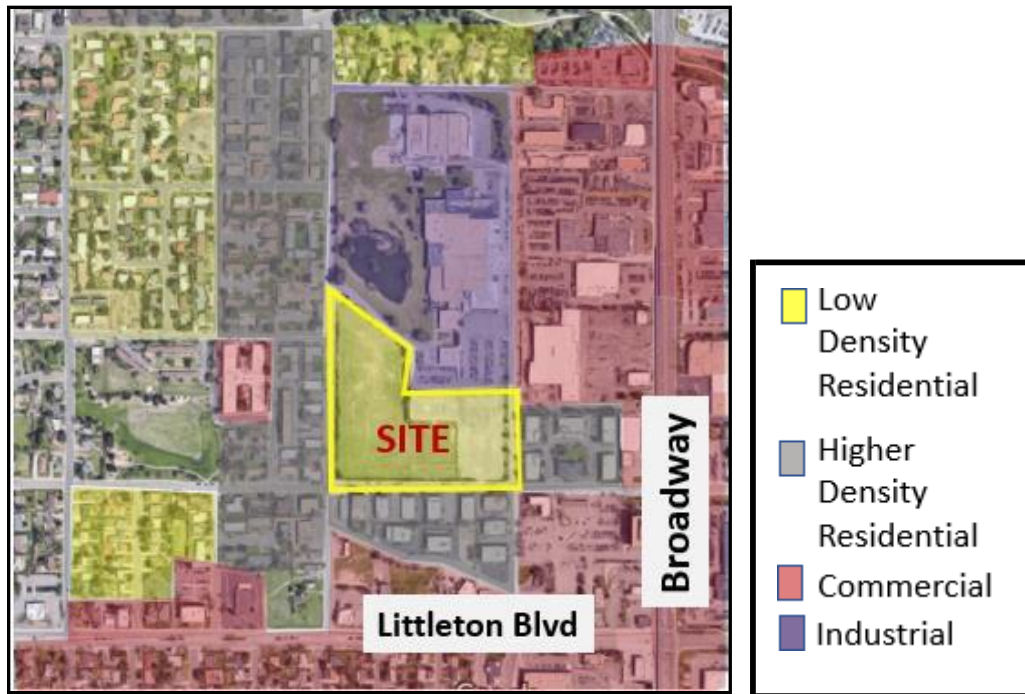 SITE
Broadway
Littleton Blvd
Low
Density
Residential
Higher
Density
Residential
Commercial
Industrial